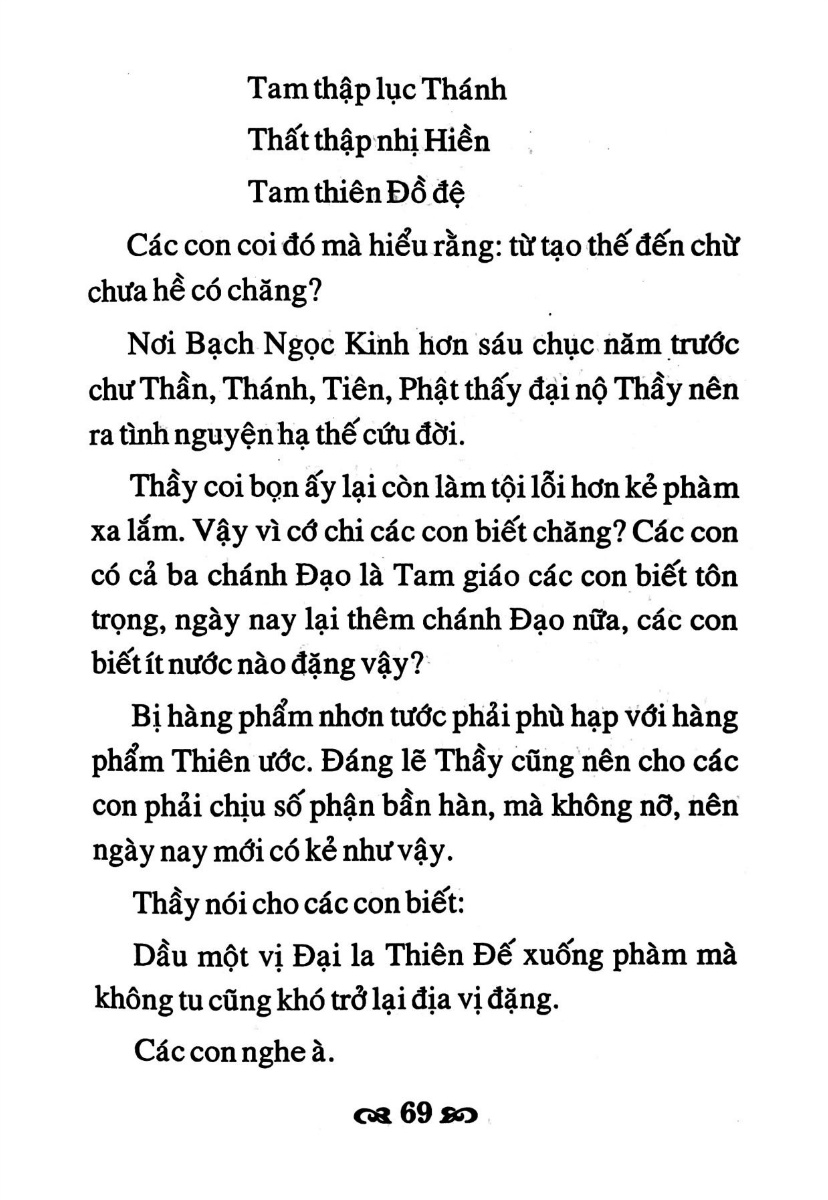 Tam thập lục Thánh
Thất thập nhị Hiền
Tam thiên Đồ đệ
Các con coi đó mà hiểu rằng: từ tạo thế đến chừ
chưa hề có chăng?
Nơi Bạch Ngọc Kinh hơn sáu chục năm trước
chư Thần, Thánh, Tiên, Phật thấy đại nộ Thầy nên
ra tình nguyện hạ thế cứu đời.
Thầy coi bọn ấy lại còn làm tội lỗi hơn kẻ phàm
xa lắm. Vậy vì cớ chi các con biết chăng? Các con
có cả ba chánh Đạo là Tam giáo các con biết tôn
trọng, ngày nay lại thêm chánh Đạo nữa, các con
biết ít nước nào đặng vậy?
Bị hàng phẩm nhơn tước phải phù hạp với hàng
phẩm Thiên ước. Đáng lẽ Thầy cũng nên cho các
con phải chịu số phận bần hàn, mà không nỡ, nên
ngày nay mới có kẻ như vậy.
Thầy nói cho các con biết:
Dầu một vị Đại la Thiên Đế xuống phàm mà
không tu cũng khó trở lại địa vị đặng.
Các con nghe à.
69